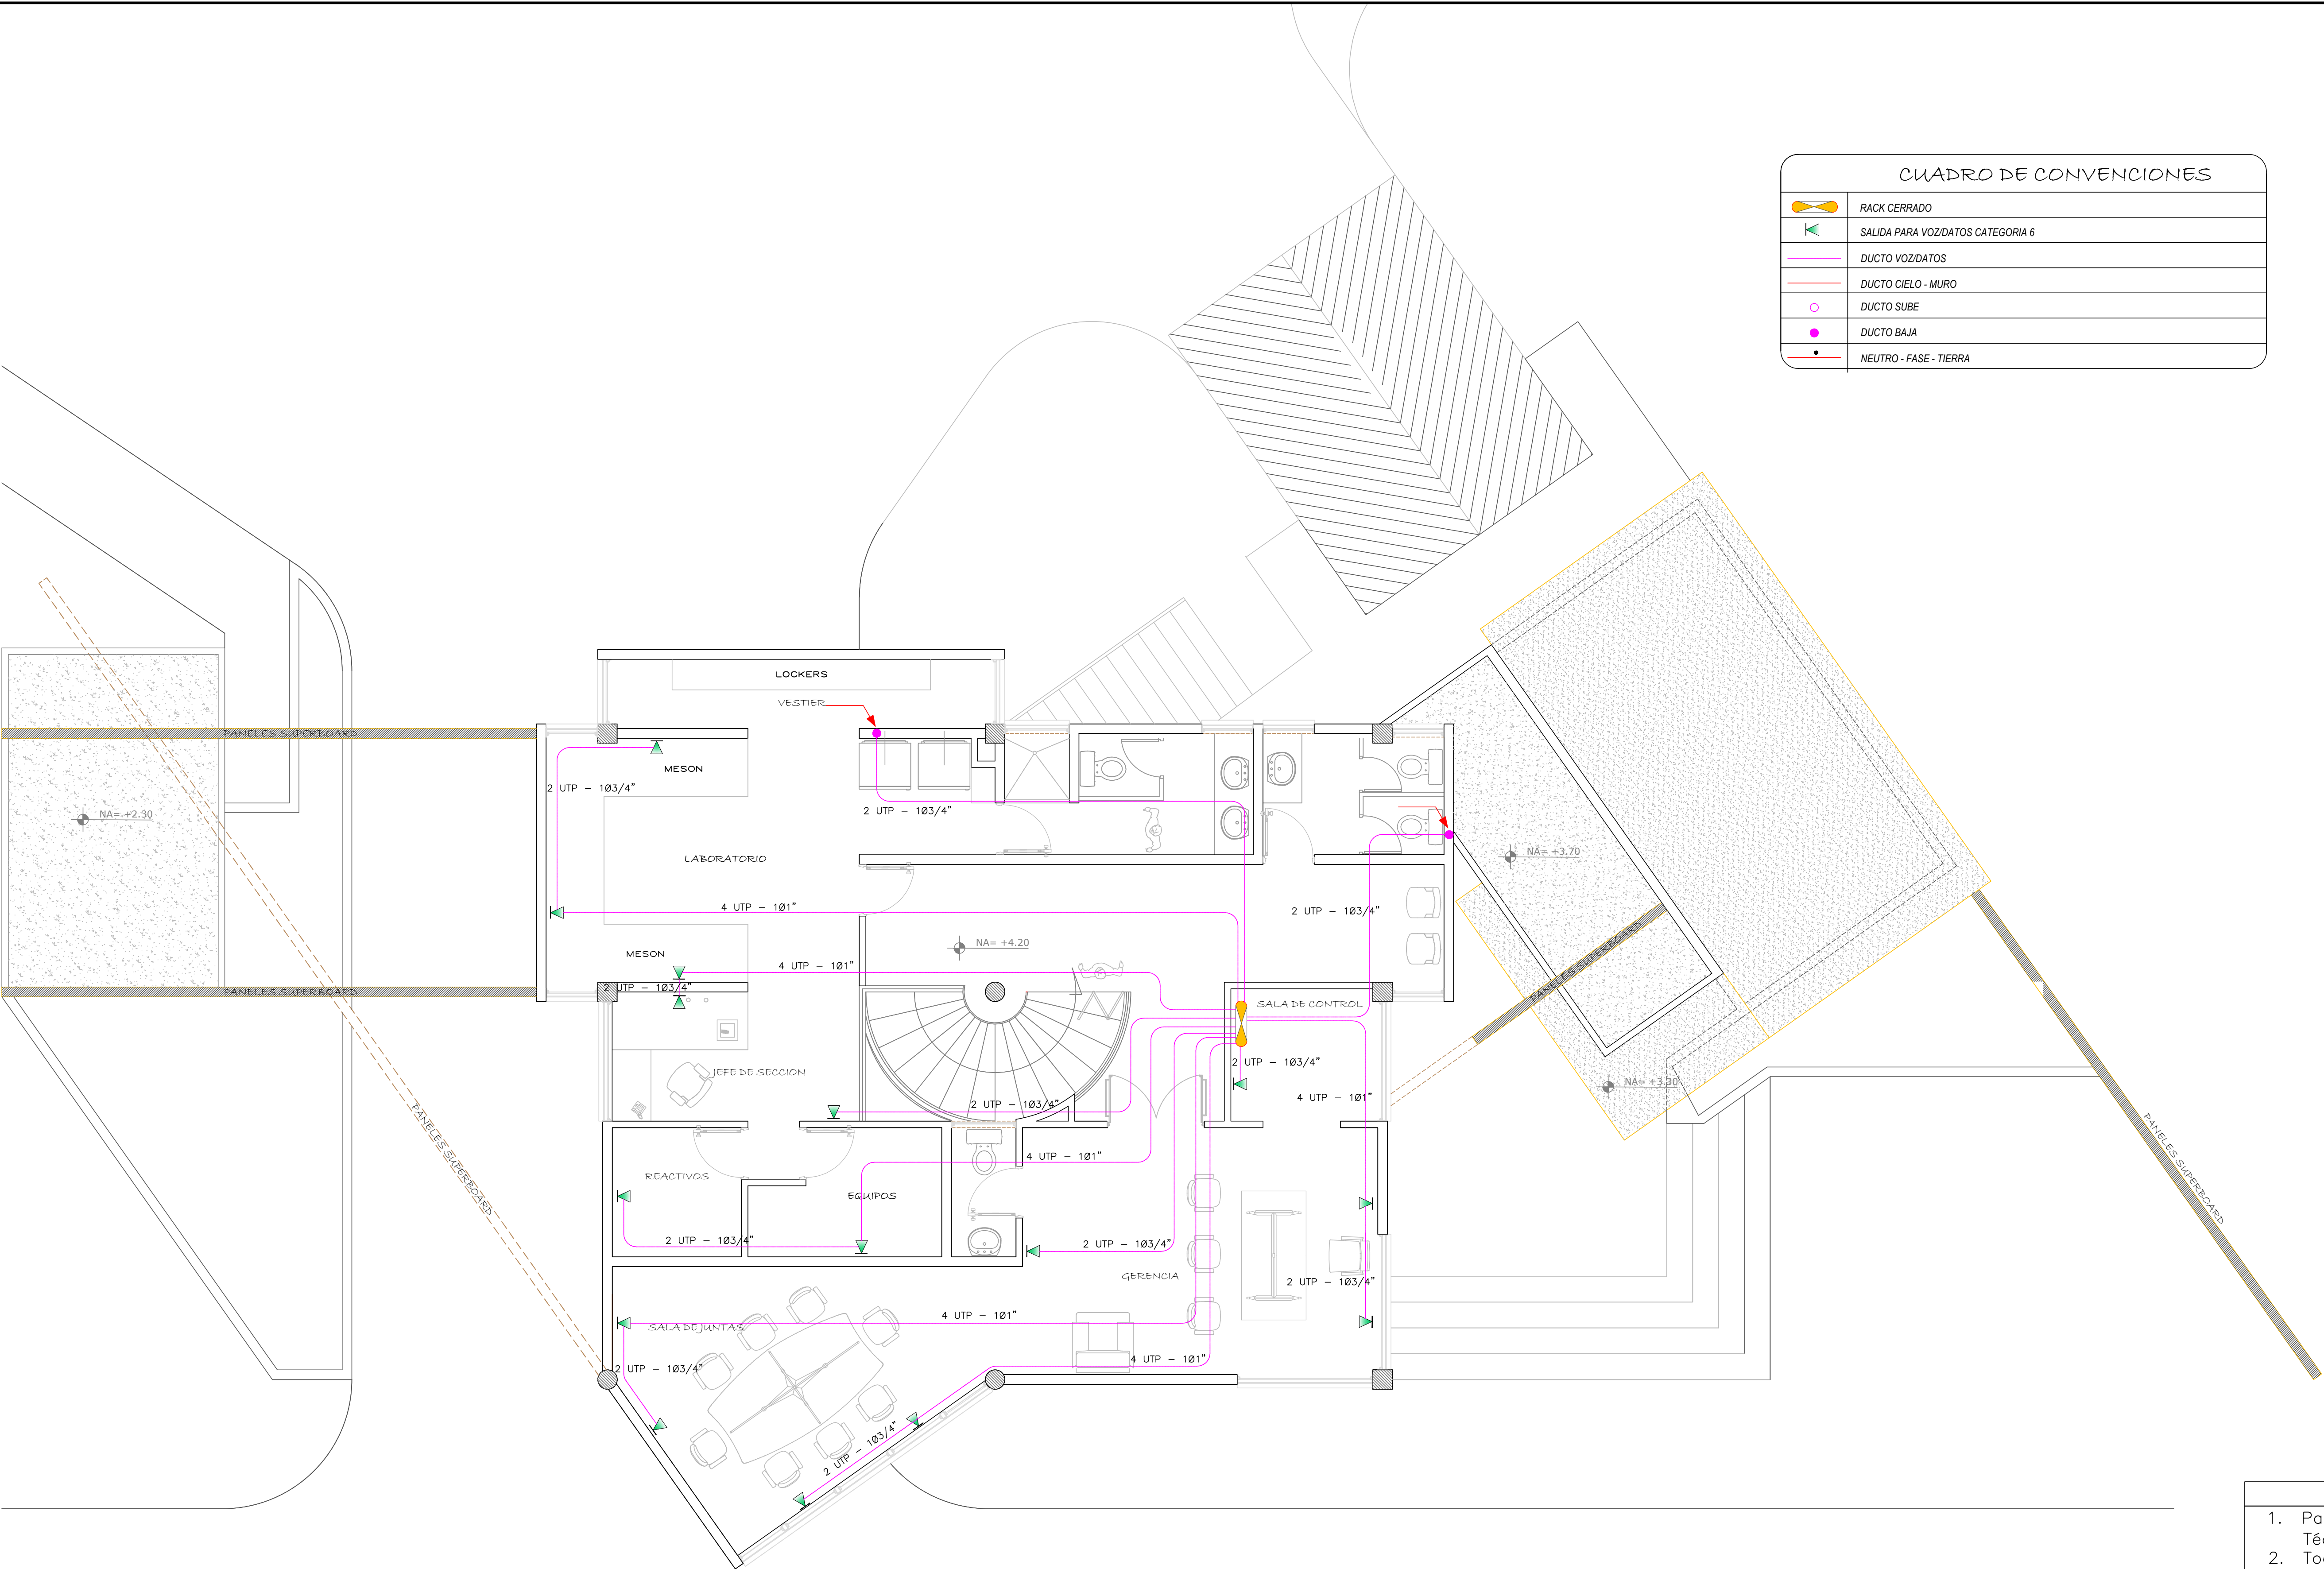 CUADRO DE CONVENCIONES
RACK CERRADO
SALIDA PARA VOZ/DATOS CATEGORIA 6
DUCTO VOZ/DATOS
DUCTO CIELO - MURO
DUCTO SUBE
DUCTO BAJA
NEUTRO - FASE - TIERRA
LOCKERS
VESTIER
PANELES SUPERBOARD
MESON
2 UTP - 1Ø3/4"
2 UTP - 1Ø3/4"
NA= +2.30
LABORATORIO
NA= +3.70
4 UTP - 1Ø1"
2 UTP - 1Ø3/4"
NA= +4.20
MESON
4 UTP - 1Ø1"
PANELES SUPERBOARD
PANELES SUPERBOARD
2 UTP - 1Ø3/4"
SALA DE CONTROL
2 UTP - 1Ø3/4"
JEFE DE SECCION
NA= +3.30
4 UTP - 1Ø1"
2 UTP - 1Ø3/4"
PANELES SUPERBOARD
PANELES SUPERBOARD
4 UTP - 1Ø1"
REACTIVOS
EQUIPOS
2 UTP - 1Ø3/4"
2 UTP - 1Ø3/4"
GERENCIA
2 UTP - 1Ø3/4"
4 UTP - 1Ø1"
SALA DE JUNTAS
4 UTP - 1Ø1"
2 UTP - 1Ø3/4"
2 UTP - 1Ø3/4"
1. Pa
Té
2. To